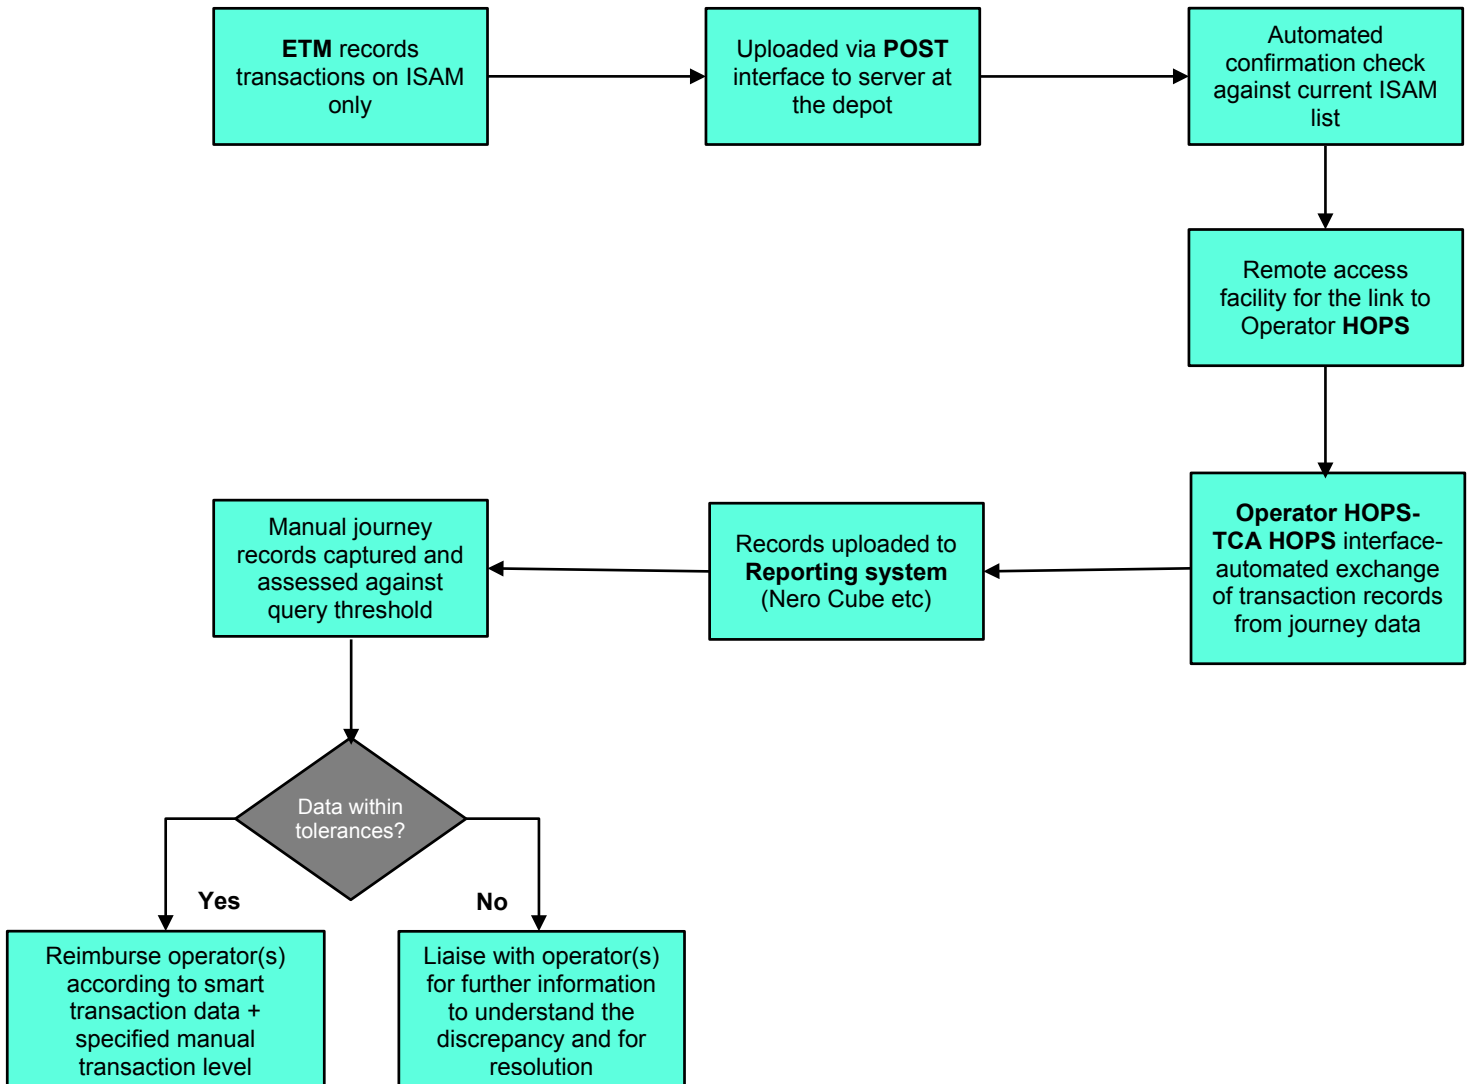 ETM records
transactions on ISAM
only
Uploaded via POST
interface to server at
the depot
Automated
confirmation check
against current ISAM
list
Remote access
facility for the link to
Operator HOPS
Operator HOPS-
TCA HOPS interface-
automated exchange
of transaction records
from journey data
Records uploaded to
Reporting system
(Nero Cube etc)
Manual journey
records captured and
assessed against
query threshold
Data within
tolerances?
Yes
No
Reimburse operator(s)
according to smart
transaction data +
specified manual
transaction level
Liaise with operator(s)
for further information
to understand the
discrepancy and for
resolution